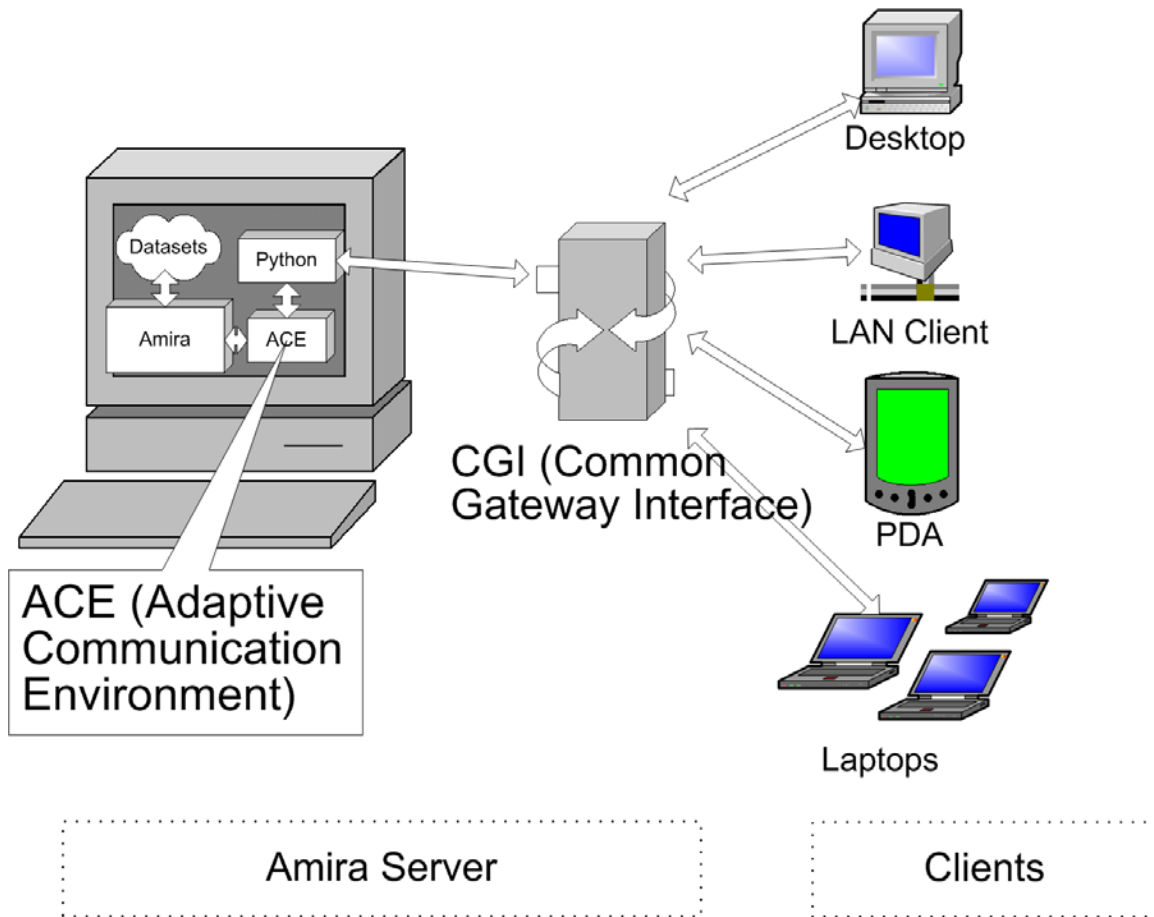 Desktop
Datasets
Python
Amira
ACE
LAN Client
CGI (Common
Gateway Interface)
PDA
ACE (Adaptive
Communication
Environment)
Laptops
Amira Server
Clients